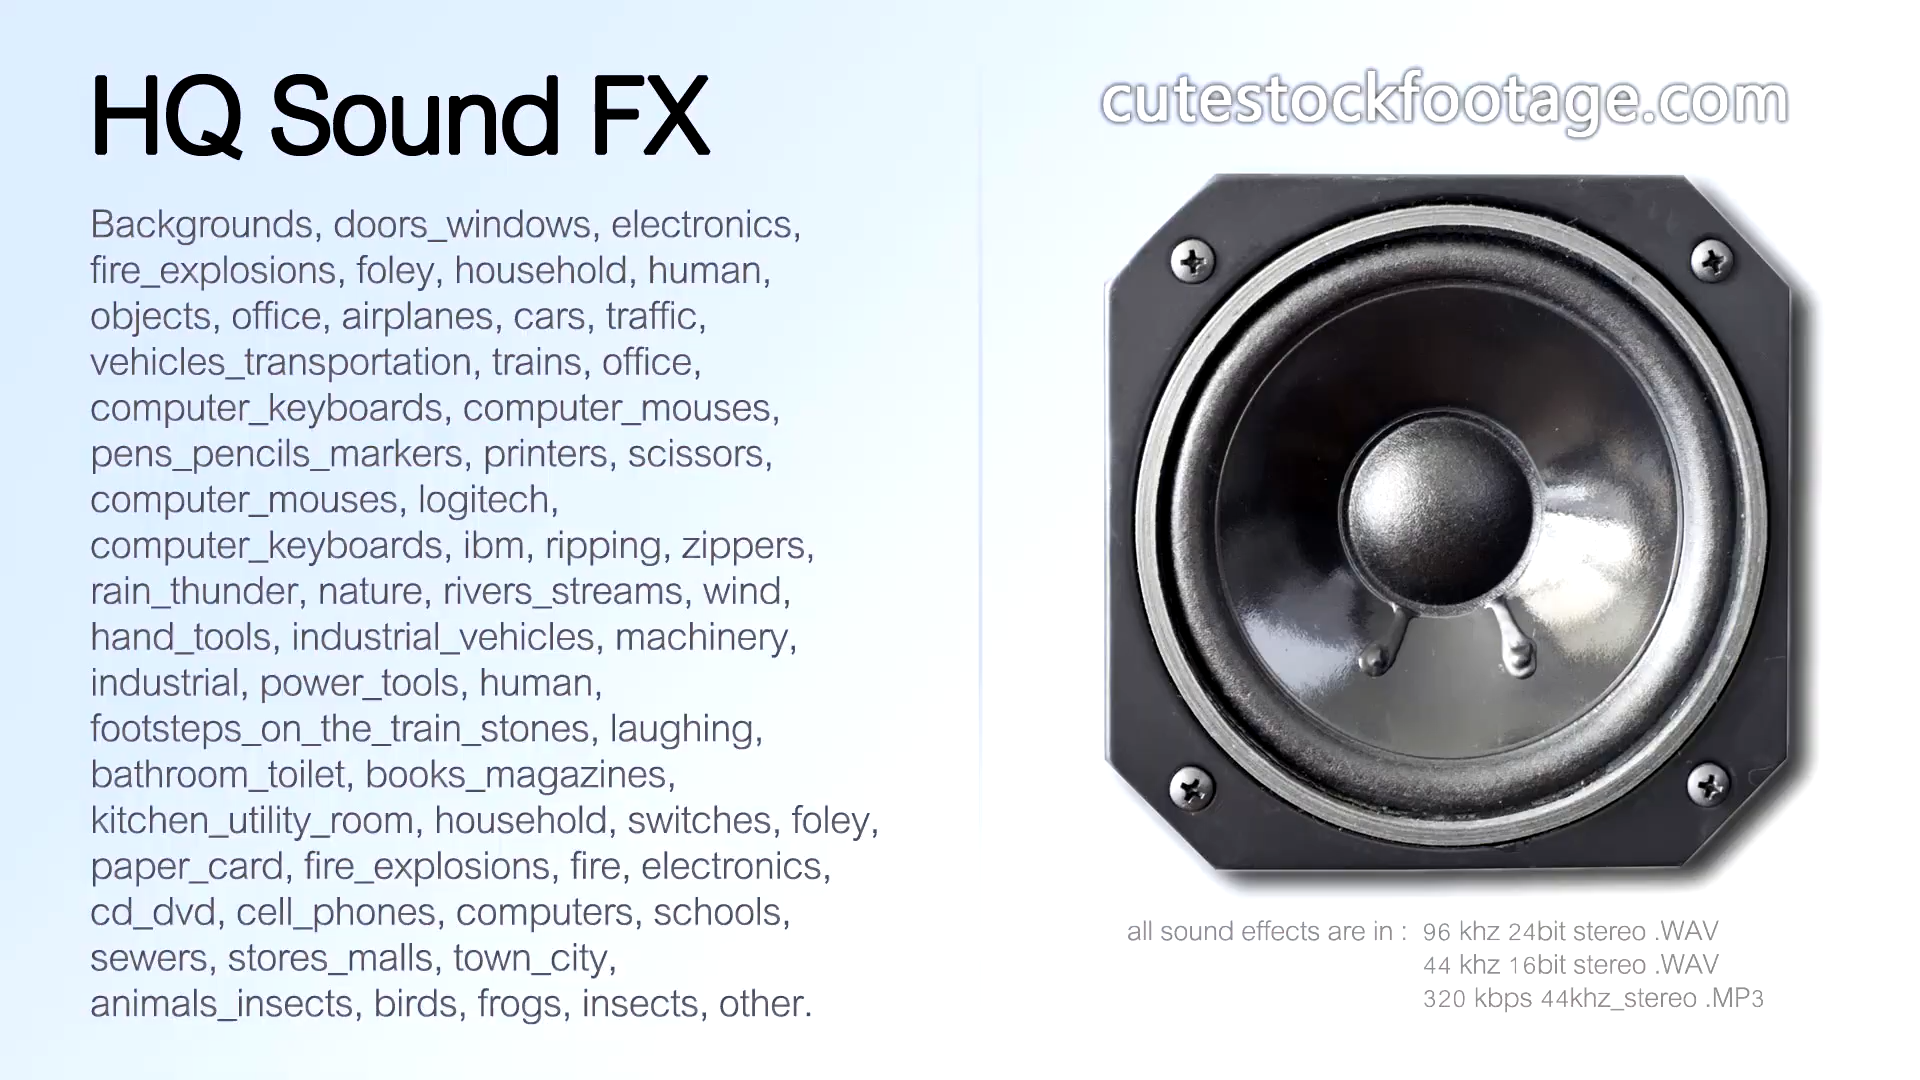 HQ Sound FX
Backgrounds, doors_windows, electronics,
fire_explosions, foley, household, human,
objects, office, airplanes, cars, traffic,
vehicles_transportation, trains, office,
computer_keyboards, computer_mouses,
pens_pencils_markers, printers, scissors,
computer_mouses, logitech,
computer_keyboards, ibm, ripping, zippers,
rain_thunder, nature, rivers_streams, wind,
hand_tools, industrial_vehicles, machinery,
industrial, power_tools, human,
footsteps_on_the_train_stones, laughing,
bathroom_toilet, books_magazines,
kitchen_utility_room, household, switches, foley,
paper_card, fire_explosions, fire, electronics,
cd_dvd, cell_phones, computers, schools,
sewers, stores_malls, town_city,
animals_insects, birds, frogs, insects, other.
cutestockfootage.com
all sound effects are in : 96 khz 24bit stereo .WAV
44 khz 16bit stereo .WAV
320 kbps 44khz_stereo .MP3